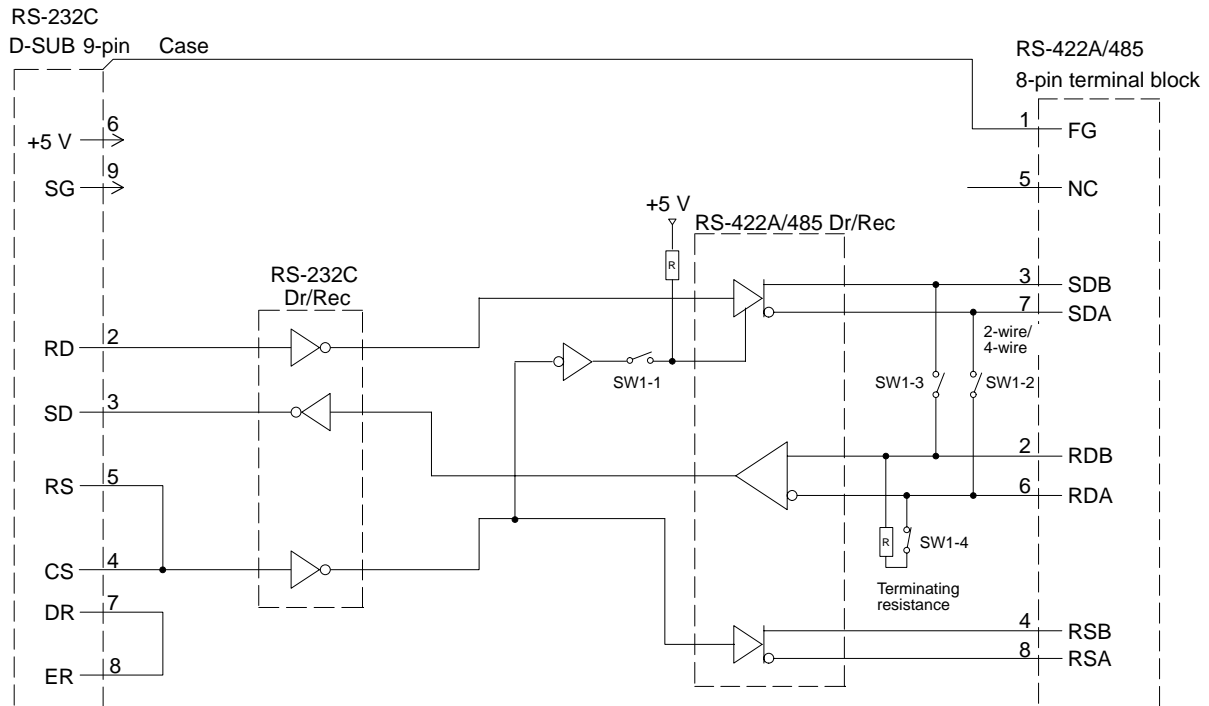 RS-232C
D-SUB 9-pin Case
RS-422A/485
8-pin terminal block
+5 V 6
SG 9
1 FG
5 NC
+5 V
RS-422A/485 Dr/Rec
R
RS-232C
Dr/Rec
3 SDB
7 SDA
2-wire/
4-wire
RD 2
SW1-1
SW1-3
SW1-2
SD 3
2 RDB
6 RDA
RS 5
R
SW1-4
CS 4
Terminating
resistance
DR 7
4 RSB
8 RSA
ER 8